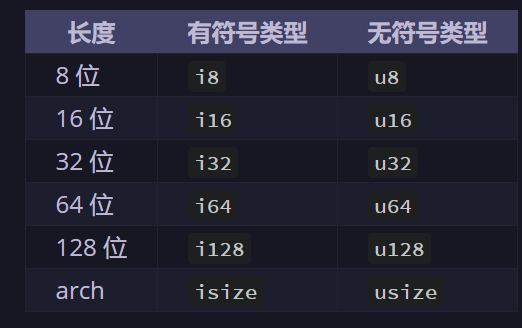 长度 有符号类型 无符号类型
8 位 i8 u8
16 位 i16 u16
32 位 i32 u32
64 位 i64 u64
128 位 i128 u128
arch isize usize